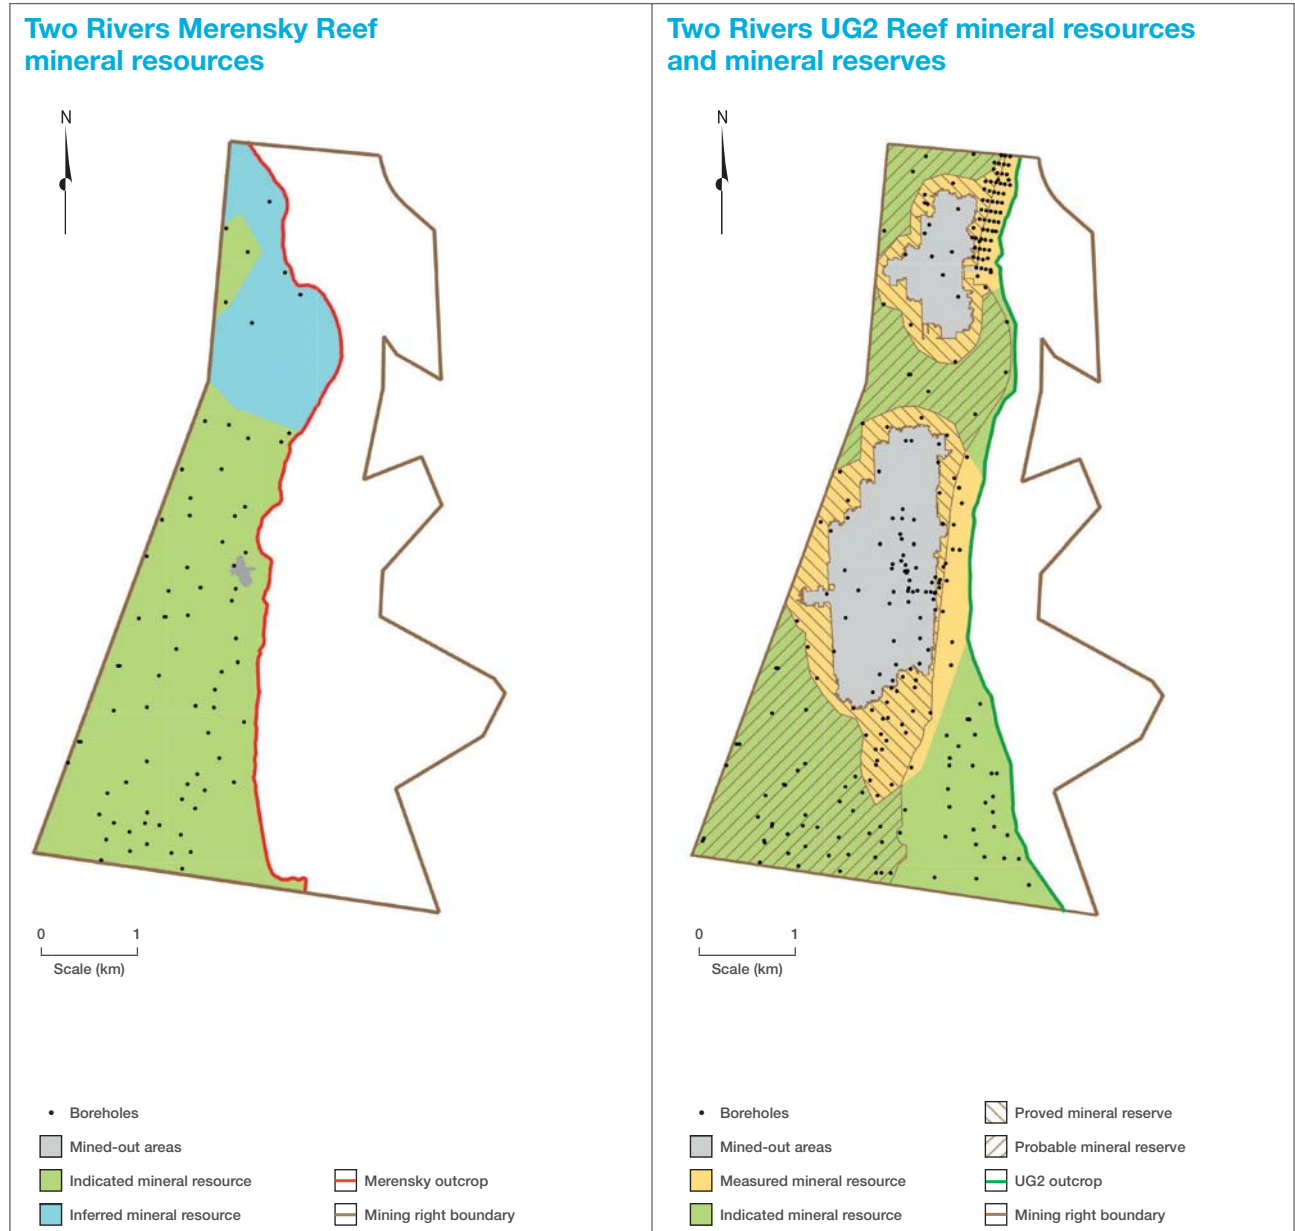 Two Rivers Merensky Reef
mineral resources
N
0 1
Scale (km)
Boreholes
Mined-out areas
Indicated mineral resource
Inferred mineral resource
Merensky outcrop
Mining right boundary
Two Rivers UG2 Reef mineral resources
and mineral reserves
N
0 1
Scale (km)
Boreholes
Mined-out areas
Measured mineral resource
Indicated mineral resource
Proved mineral reserve
Probable mineral reserve
UG2 outcrop
Mining right boundary